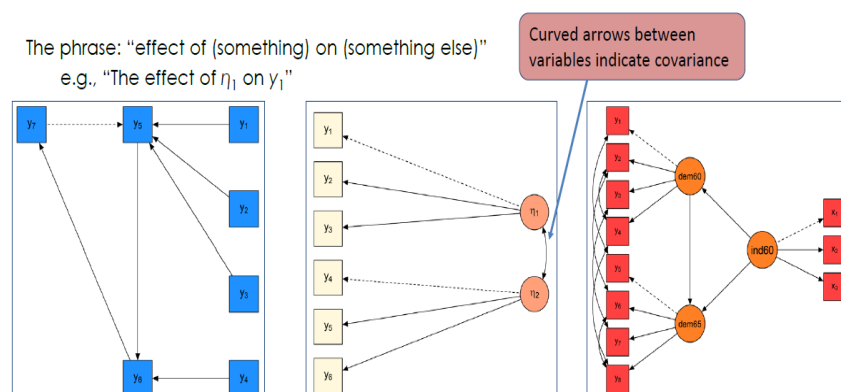 The phrase: "effect of (something) on (something else)"
e.g., "The effect of η1 on y1"
Curved arrows between
variables indicate covariance
y7
y5
y1
y2
y3
y6
y4
y1
y2
y3
y4
y5
y6
η1
η2
y1
y2
y3
y4
y5
y6
y7
y8
dem60
dem65
ind60
x1
x2
x3